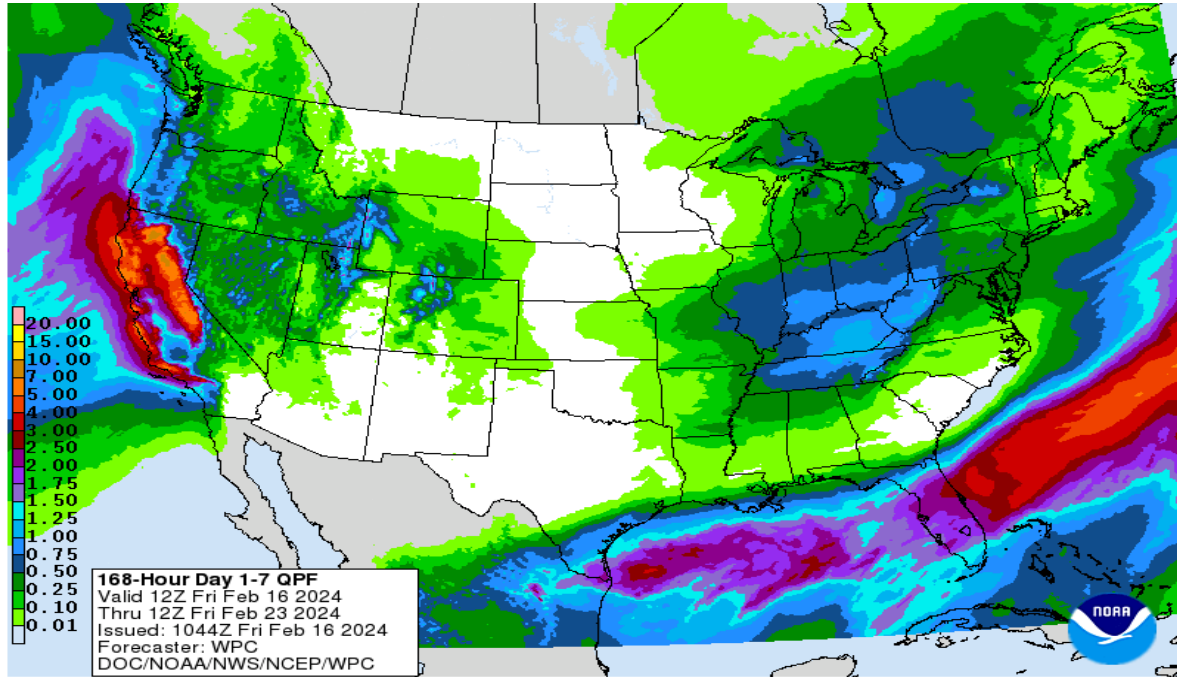 20.00
15.00
10.00
7.00
5.00
4.00
3.00
2.50
2.00
1.75
1.50
1.25
1.00
0.75
0.50
0.25
0.10
0.01
168-Hour Day 1-7 QPF
Valid 12Z Fri Feb 16 2024
Thru 12Z Fri Feb 23 2024
Issued: 1044Z Fri Feb 16 2024
Forecaster: WPC
DOC/NOAA/NWS/NCEP/WPC
NOAA